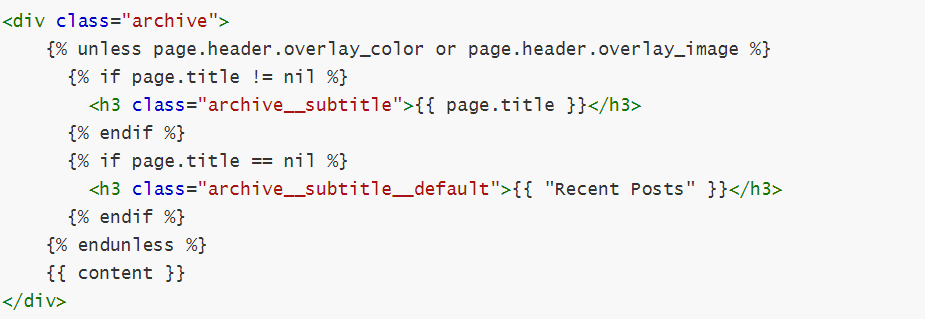 <div class="archive">
{% unless page.header.overlay_color or page.header.overlay_image %}
{% if page.title != nil %}
<h3 class="archive__subtitle">{{ page.title }}</h3>
{% endif %}
{% if page.title == nil %}
<h3 class="archive__subtitle__default">{{ "Recent Posts" }}</h3>
{% endif %}
{% endunless %}
{{ content }}
</div>